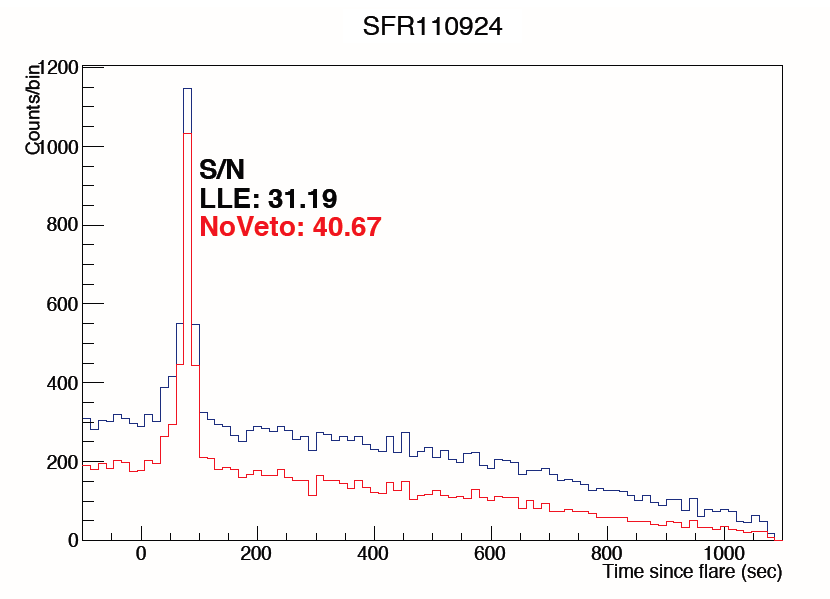 SFR110924
Counts/bin
1200
1000
800
600
400
200
0
S/N
LLE: 31.19
NoVeto: 40.67
0 200 400 600 800 1000
Time since flare (sec)